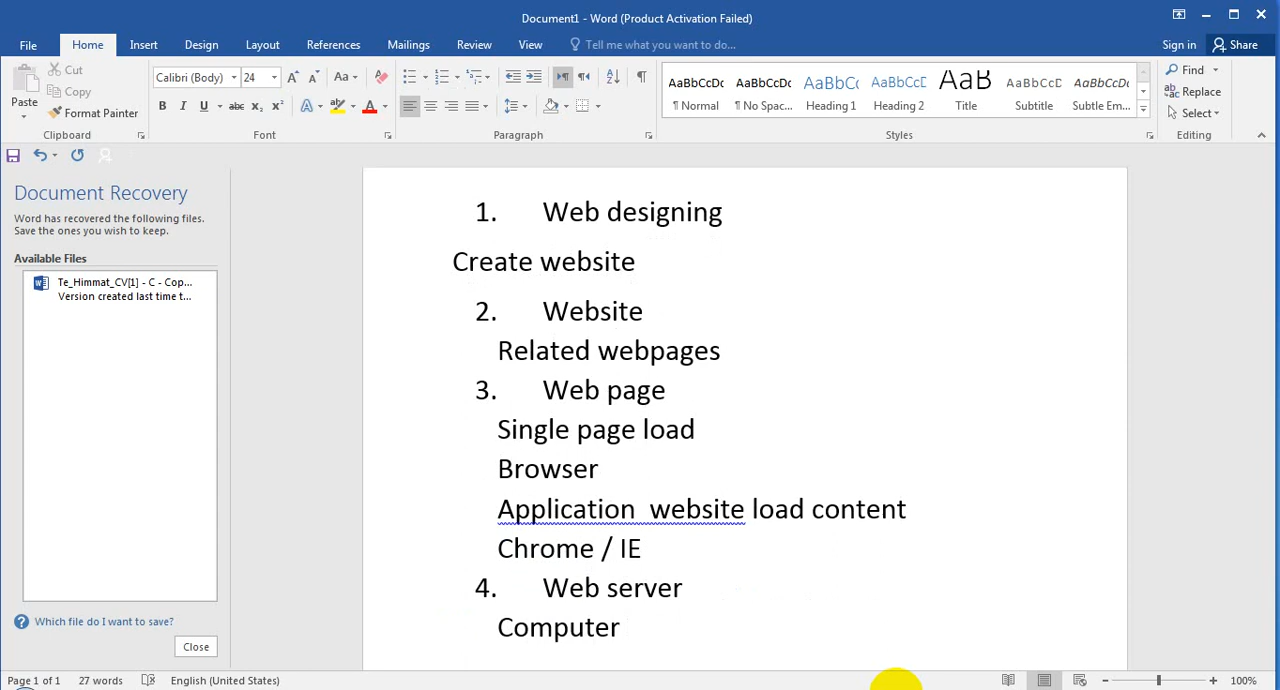 Document1 - Word (Product Activation Failed)
File Home Insert Design Layout References Mailings Review View Tell me what you want to do... Sign in Share
Paste Cut Copy Format Painter
Calibri (Body) 24
AaBbCcDc AaBbCcDc AaBbCc AaBbCcD AaB AaBbCcD AaBbCcDc
¶ Normal ¶ No Spac... Heading 1 Heading 2 Title Subtitle Subtle Em...
Find
Replace
Select
Clipboard Font Paragraph Styles Editing
Document Recovery
Word has recovered the following files.
Save the ones you wish to keep.
Available Files
Te_Himmat_CV[1] - C - Cop...
Version created last time t...
Which file do I want to save?
Close
1. Web designing
Create website
2. Website
Related webpages
3. Web page
Single page load
Browser
Application website load content
Chrome / IE
4. Web server
Computer
Page 1 of 1 27 words English (United States) 100%